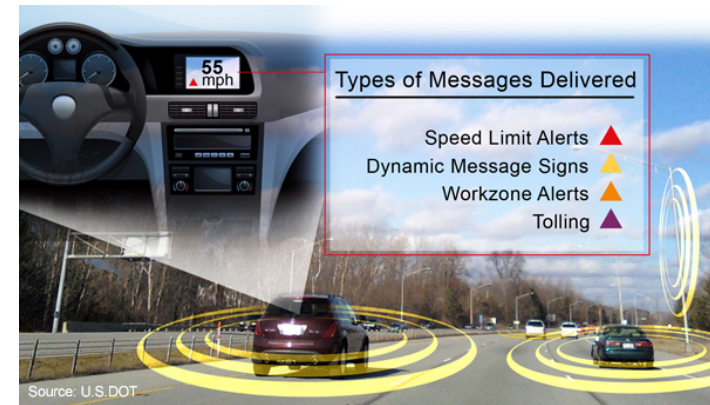 55
mph
Types of Messages Delivered
Speed Limit Alerts
Dynamic Message Signs
Workzone Alerts
Tolling
Source: U.S.DOT